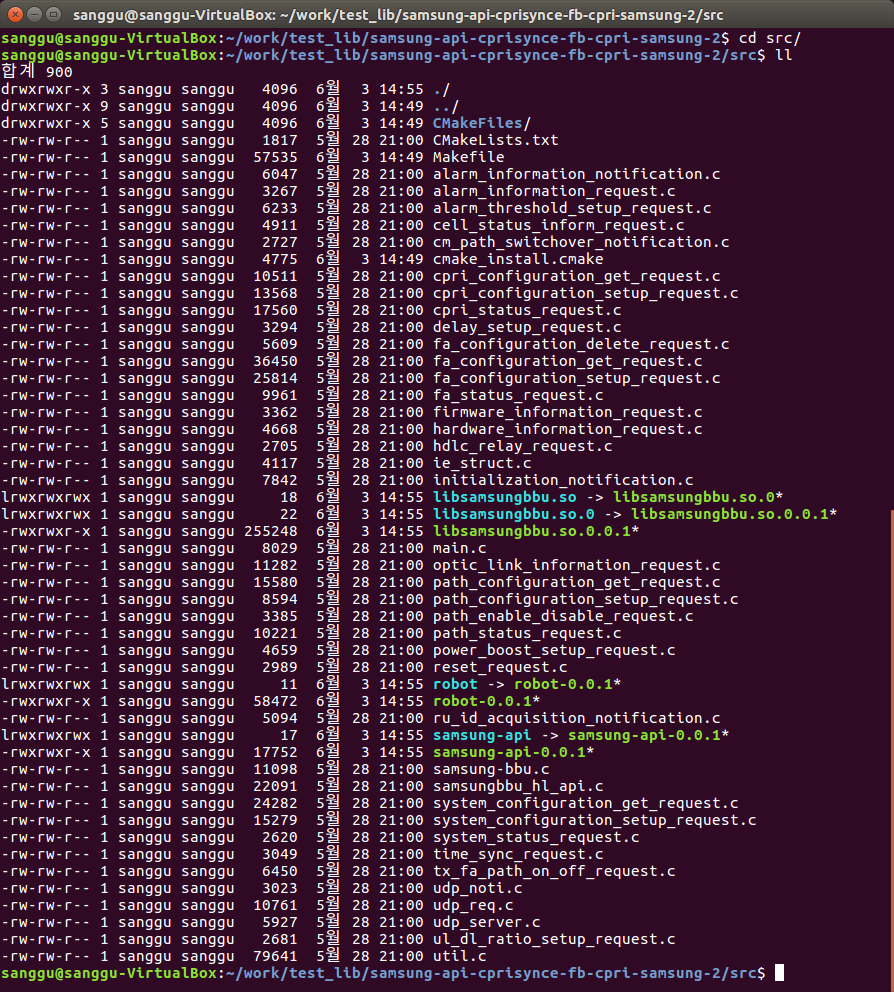 sanggu@sanggu-VirtualBox: ~/work/test_lib/samsung-api-cprisynce-fb-cpri-samsung-2/src
sanggu@sanggu-VirtualBox:~/work/test_lib/samsung-api-cprisynce-fb-cpri-samsung-2$ cd src/
sanggu@sanggu-VirtualBox:~/work/test_lib/samsung-api-cprisynce-fb-cpri-samsung-2/src$ ll
합계 900
drwxrwxr-x 3 sanggu sanggu   4096  6월  3 14:55 ./
drwxrwxr-x 9 sanggu sanggu   4096  6월  3 14:49 ../
drwxrwxr-x 5 sanggu sanggu   4096  6월  3 14:49 CMakeFiles/
-rw-rw-r-- 1 sanggu sanggu   1817  5월 28 21:00 CMakeLists.txt
-rw-rw-r-- 1 sanggu sanggu  57535  6월  3 14:49 Makefile
-rw-rw-r-- 1 sanggu sanggu   6047  5월 28 21:00 alarm_information_notification.c
-rw-rw-r-- 1 sanggu sanggu   3267  5월 28 21:00 alarm_information_request.c
-rw-rw-r-- 1 sanggu sanggu   6233  5월 28 21:00 alarm_threshold_setup_request.c
-rw-rw-r-- 1 sanggu sanggu   4911  5월 28 21:00 cell_status_inform_request.c
-rw-rw-r-- 1 sanggu sanggu   2727  5월 28 21:00 cm_path_switchover_notification.c
-rw-rw-r-- 1 sanggu sanggu   4775  6월  3 14:49 cmake_install.cmake
-rw-rw-r-- 1 sanggu sanggu  10511  5월 28 21:00 cpri_configuration_get_request.c
-rw-rw-r-- 1 sanggu sanggu  13568  5월 28 21:00 cpri_configuration_setup_request.c
-rw-rw-r-- 1 sanggu sanggu  17560  5월 28 21:00 cpri_status_request.c
-rw-rw-r-- 1 sanggu sanggu   3294  5월 28 21:00 delay_setup_request.c
-rw-rw-r-- 1 sanggu sanggu   5609  5월 28 21:00 fa_configuration_delete_request.c
-rw-rw-r-- 1 sanggu sanggu  36450  5월 28 21:00 fa_configuration_get_request.c
-rw-rw-r-- 1 sanggu sanggu  25814  5월 28 21:00 fa_configuration_setup_request.c
-rw-rw-r-- 1 sanggu sanggu   9961  5월 28 21:00 fa_status_request.c
-rw-rw-r-- 1 sanggu sanggu   3362  5월 28 21:00 firmware_information_request.c
-rw-rw-r-- 1 sanggu sanggu   4668  5월 28 21:00 hardware_information_request.c
-rw-rw-r-- 1 sanggu sanggu   2705  5월 28 21:00 hdlc_relay_request.c
-rw-rw-r-- 1 sanggu sanggu   4117  5월 28 21:00 ie_struct.c
-rw-rw-r-- 1 sanggu sanggu   7842  5월 28 21:00 initialization_notification.c
lrwxrwxrwx 1 sanggu sanggu     18  6월  3 14:55 libsamsungbbu.so -> libsamsungbbu.so.0*
lrwxrwxrwx 1 sanggu sanggu     22  6월  3 14:55 libsamsungbbu.so.0 -> libsamsungbbu.so.0.0.1*
-rwxrwxr-x 1 sanggu sanggu 255248  6월  3 14:55 libsamsungbbu.so.0.0.1*
-rw-rw-r-- 1 sanggu sanggu   8029  5월 28 21:00 main.c
-rw-rw-r-- 1 sanggu sanggu  11282  5월 28 21:00 optic_link_information_request.c
-rw-rw-r-- 1 sanggu sanggu  15580  5월 28 21:00 path_configuration_get_request.c
-rw-rw-r-- 1 sanggu sanggu   8594  5월 28 21:00 path_configuration_setup_request.c
-rw-rw-r-- 1 sanggu sanggu   3385  5월 28 21:00 path_enable_disable_request.c
-rw-rw-r-- 1 sanggu sanggu  10221  5월 28 21:00 path_status_request.c
-rw-rw-r-- 1 sanggu sanggu   4659  5월 28 21:00 power_boost_setup_request.c
-rw-rw-r-- 1 sanggu sanggu   2989  5월 28 21:00 reset_request.c
lrwxrwxrwx 1 sanggu sanggu     11  6월  3 14:55 robot -> robot-0.0.1*
-rwxrwxr-x 1 sanggu sanggu  58472  6월  3 14:55 robot-0.0.1*
-rw-rw-r-- 1 sanggu sanggu   5094  5월 28 21:00 ru_id_acquisition_notification.c
lrwxrwxrwx 1 sanggu sanggu     17  6월  3 14:55 samsung-api -> samsung-api-0.0.1*
-rwxrwxr-x 1 sanggu sanggu  17752  6월  3 14:55 samsung-api-0.0.1*
-rw-rw-r-- 1 sanggu sanggu  11098  5월 28 21:00 samsung-bbu.c
-rw-rw-r-- 1 sanggu sanggu  22091  5월 28 21:00 samsungbbu_hl_api.c
-rw-rw-r-- 1 sanggu sanggu  24282  5월 28 21:00 system_configuration_get_request.c
-rw-rw-r-- 1 sanggu sanggu  15279  5월 28 21:00 system_configuration_setup_request.c
-rw-rw-r-- 1 sanggu sanggu   2620  5월 28 21:00 system_status_request.c
-rw-rw-r-- 1 sanggu sanggu   3049  5월 28 21:00 time_sync_request.c
-rw-rw-r-- 1 sanggu sanggu   6450  5월 28 21:00 tx_fa_path_on_off_request.c
-rw-rw-r-- 1 sanggu sanggu   3023  5월 28 21:00 udp_noti.c
-rw-rw-r-- 1 sanggu sanggu  10761  5월 28 21:00 udp_req.c
-rw-rw-r-- 1 sanggu sanggu   5927  5월 28 21:00 udp_server.c
-rw-rw-r-- 1 sanggu sanggu   2681  5월 28 21:00 ul_dl_ratio_setup_request.c
-rw-rw-r-- 1 sanggu sanggu  79641  5월 28 21:00 util.c
sanggu@sanggu-VirtualBox:~/work/test_lib/samsung-api-cprisynce-fb-cpri-samsung-2/src$